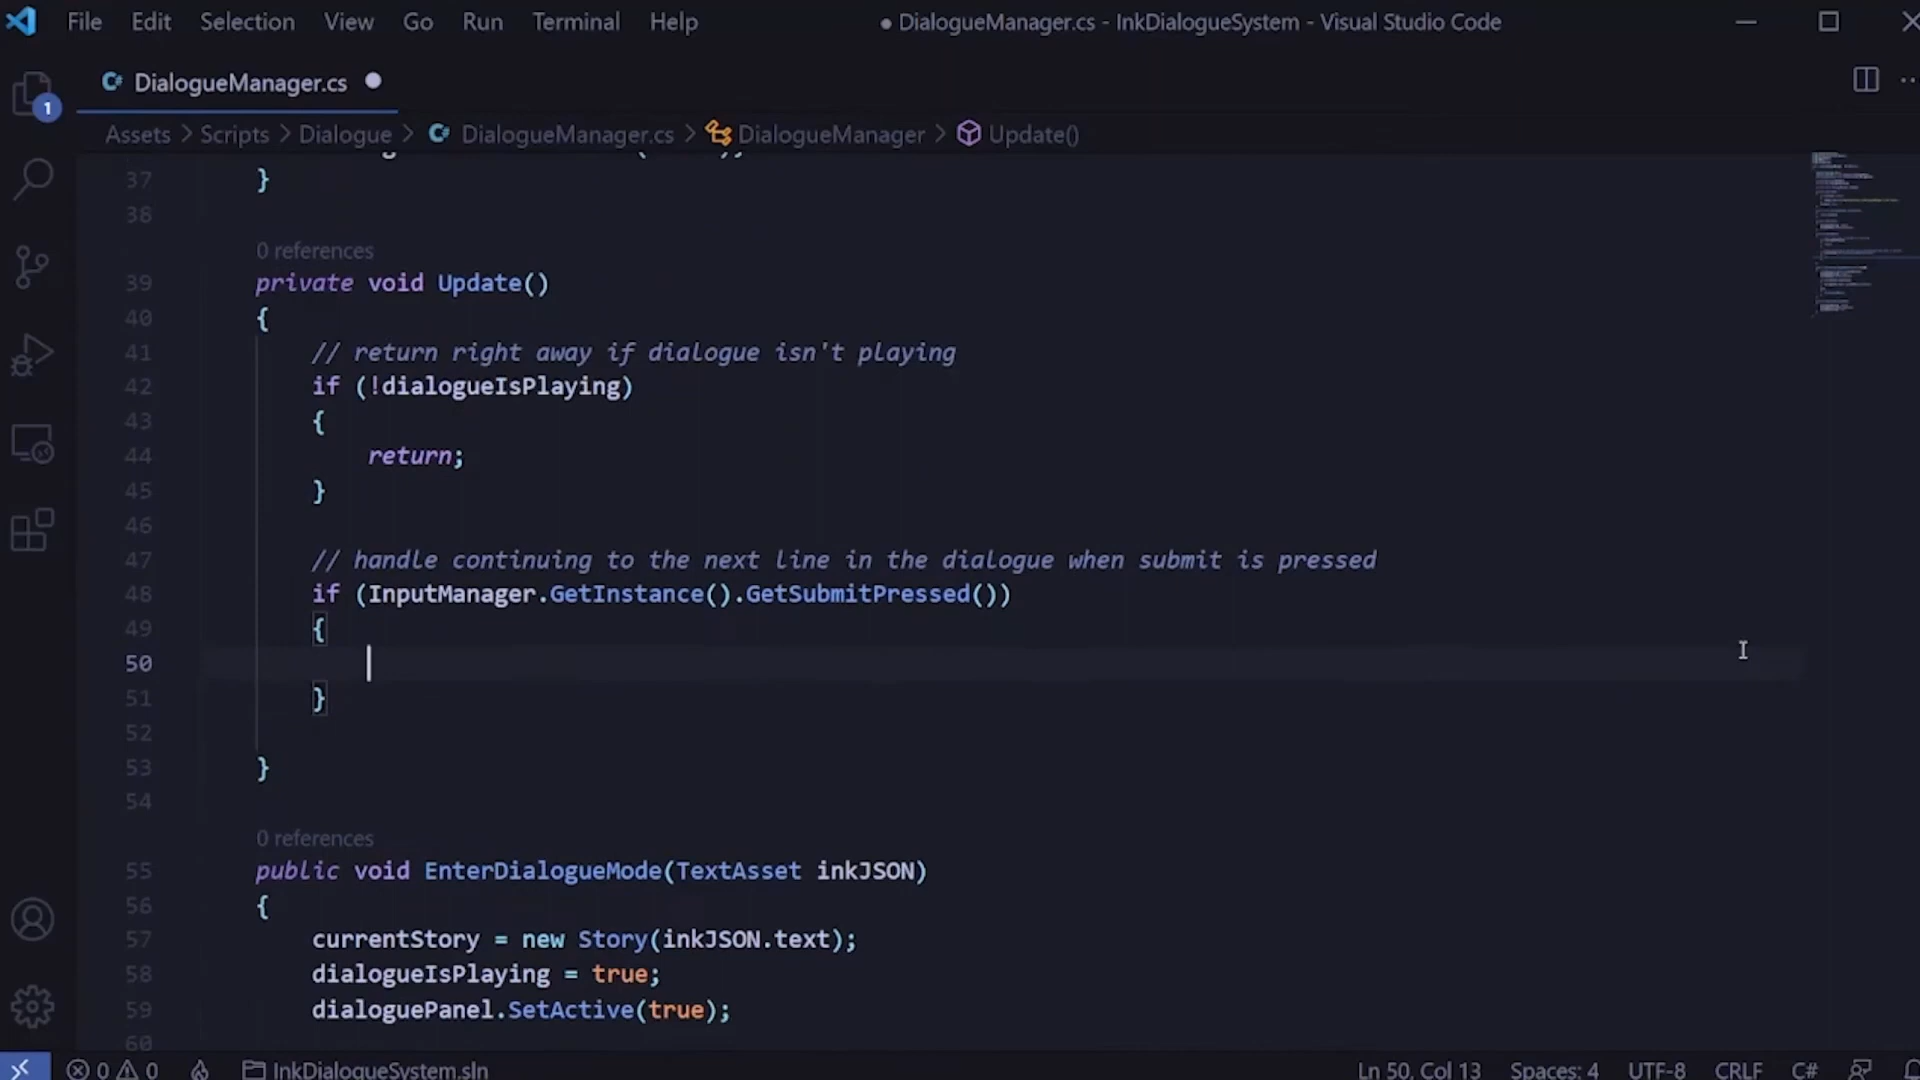 File Edit Selection View Go Run Terminal Help ● DialogueManager.cs - InkDialogueSystem - Visual Studio Code
DialogueManager.cs
1
Assets > Scripts > Dialogue > DialogueManager.cs > DialogueManager > Update()
37 }
38
0 references
39 private void Update()
40 {
41 // return right away if dialogue isn't playing
42 if (!dialogueIsPlaying)
43 {
44 return;
45 }
46
47 // handle continuing to the next line in the dialogue when submit is pressed
48 if (InputManager.GetInstance().GetSubmitPressed())
49 {
50
51 }
52
53 }
54
0 references
55 public void EnterDialogueMode(TextAsset inkJSON)
56 {
57 currentStory = new Story(inkJSON.text);
58 dialogueIsPlaying = true;
59 dialoguePanel.SetActive(true);
60
0 0 InkDialogueSystem.sln Ln 50, Col 13 Spaces: 4 UTF-8 CRLF C#